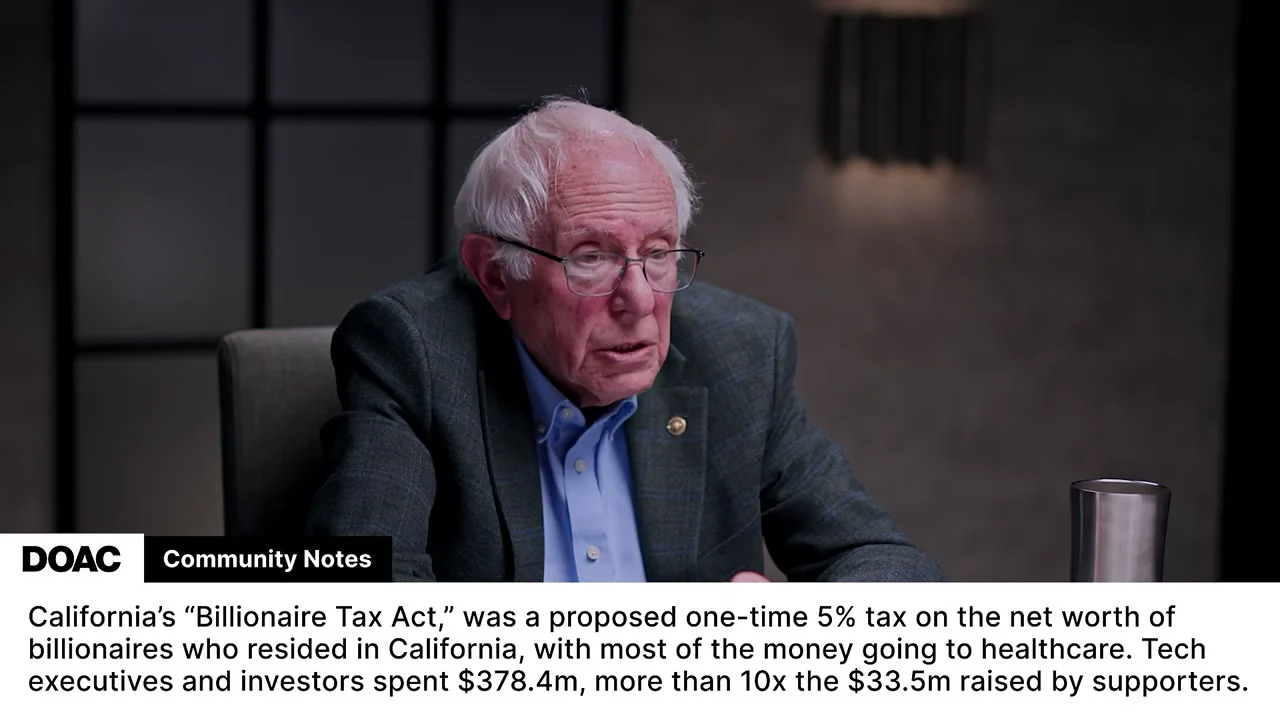 DOAC
Community Notes
California’s “Billionaire Tax Act,” was a proposed one-time 5% tax on the net worth of
billionaires who resided in California, with most of the money going to healthcare. Tech
executives and investors spent $378.4m, more than 10x the $33.5m raised by supporters.